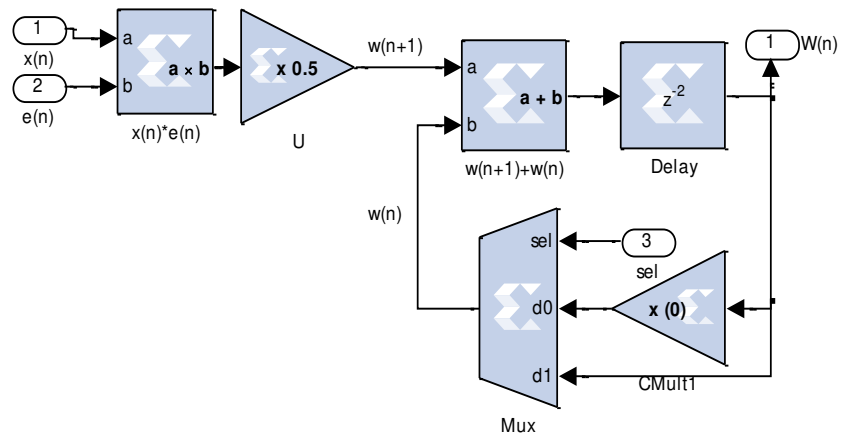 1
x(n)
2
e(n)
a
b
a × b
x(n)*e(n)
x 0.5
U
w(n+1)
a
b
a + b
w(n+1)+w(n)
z-2
Delay
1
W(n)
w(n)
sel
d0
d1
Mux
3
sel
x (0)
CMult1